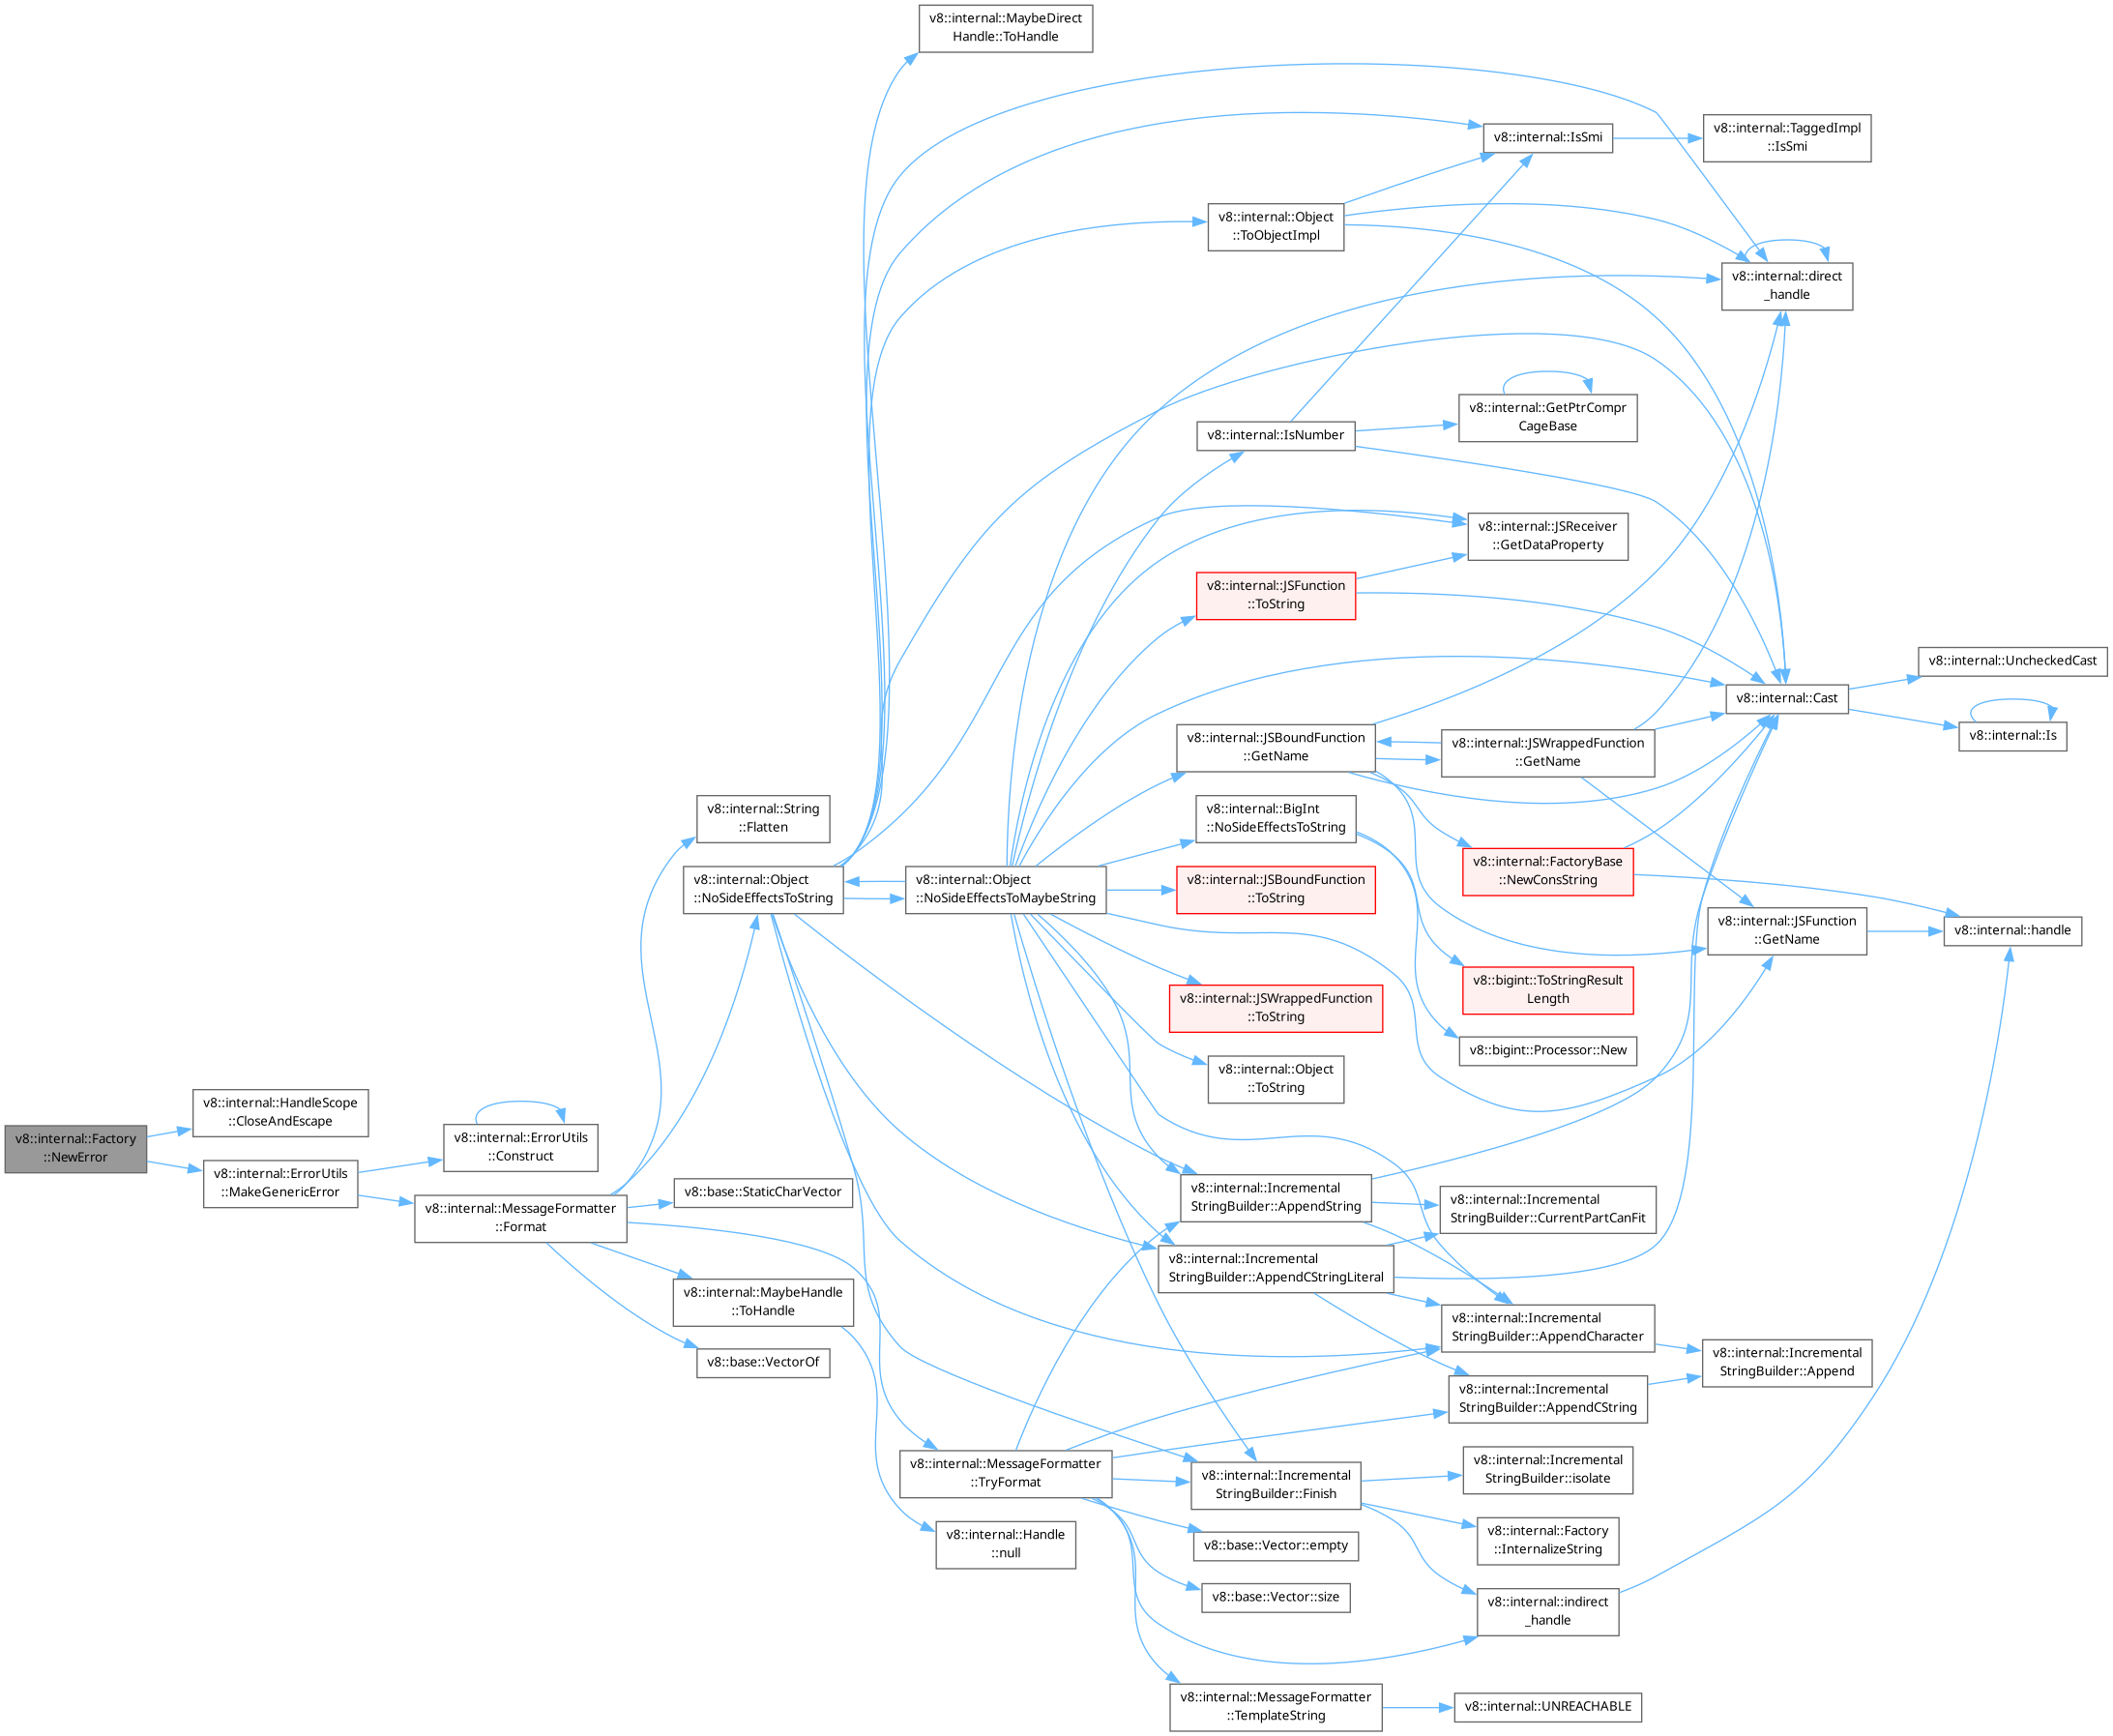 v8::internal::MaybeDirect
Handle::ToHandle
v8::internal::IsSmi
v8::internal::TaggedImpl
::IsSmi
v8::internal::Object
::ToObjectImpl
v8::internal::direct
_handle
v8::internal::GetPtrCompr
CageBase
v8::internal::IsNumber
v8::internal::JSReceiver
::GetDataProperty
v8::internal::JSFunction
::ToString
v8::internal::UncheckedCast
v8::internal::Cast
v8::internal::Is
v8::internal::JSBoundFunction
::GetName
v8::internal::JSWrappedFunction
::GetName
v8::internal::String
::Flatten
v8::internal::BigInt
::NoSideEffectsToString
v8::internal::FactoryBase
::NewConsString
v8::internal::Object
::NoSideEffectsToString
v8::internal::Object
::NoSideEffectsToMaybeString
v8::internal::JSBoundFunction
::ToString
v8::internal::JSFunction
::GetName
v8::internal::handle
v8::bigint::ToStringResult
Length
v8::internal::JSWrappedFunction
::ToString
v8::bigint::Processor::New
v8::internal::Object
::ToString
v8::internal::HandleScope
::CloseAndEscape
v8::internal::Factory
::NewError
v8::internal::ErrorUtils
::Construct
v8::internal::ErrorUtils
::MakeGenericError
v8::base::StaticCharVector
v8::internal::Incremental
StringBuilder::AppendString
v8::internal::Incremental
StringBuilder::CurrentPartCanFit
v8::internal::MessageFormatter
::Format
v8::internal::Incremental
StringBuilder::AppendCStringLiteral
v8::internal::MaybeHandle
::ToHandle
v8::internal::Incremental
StringBuilder::AppendCharacter
v8::internal::Incremental
StringBuilder::Append
v8::base::VectorOf
v8::internal::Incremental
StringBuilder::AppendCString
v8::internal::MessageFormatter
::TryFormat
v8::internal::Incremental
StringBuilder::Finish
v8::internal::Incremental
StringBuilder::isolate
v8::internal::Handle
::null
v8::base::Vector::empty
v8::internal::Factory
::InternalizeString
v8::base::Vector::size
v8::internal::indirect
_handle
v8::internal::MessageFormatter
::TemplateString
v8::internal::UNREACHABLE